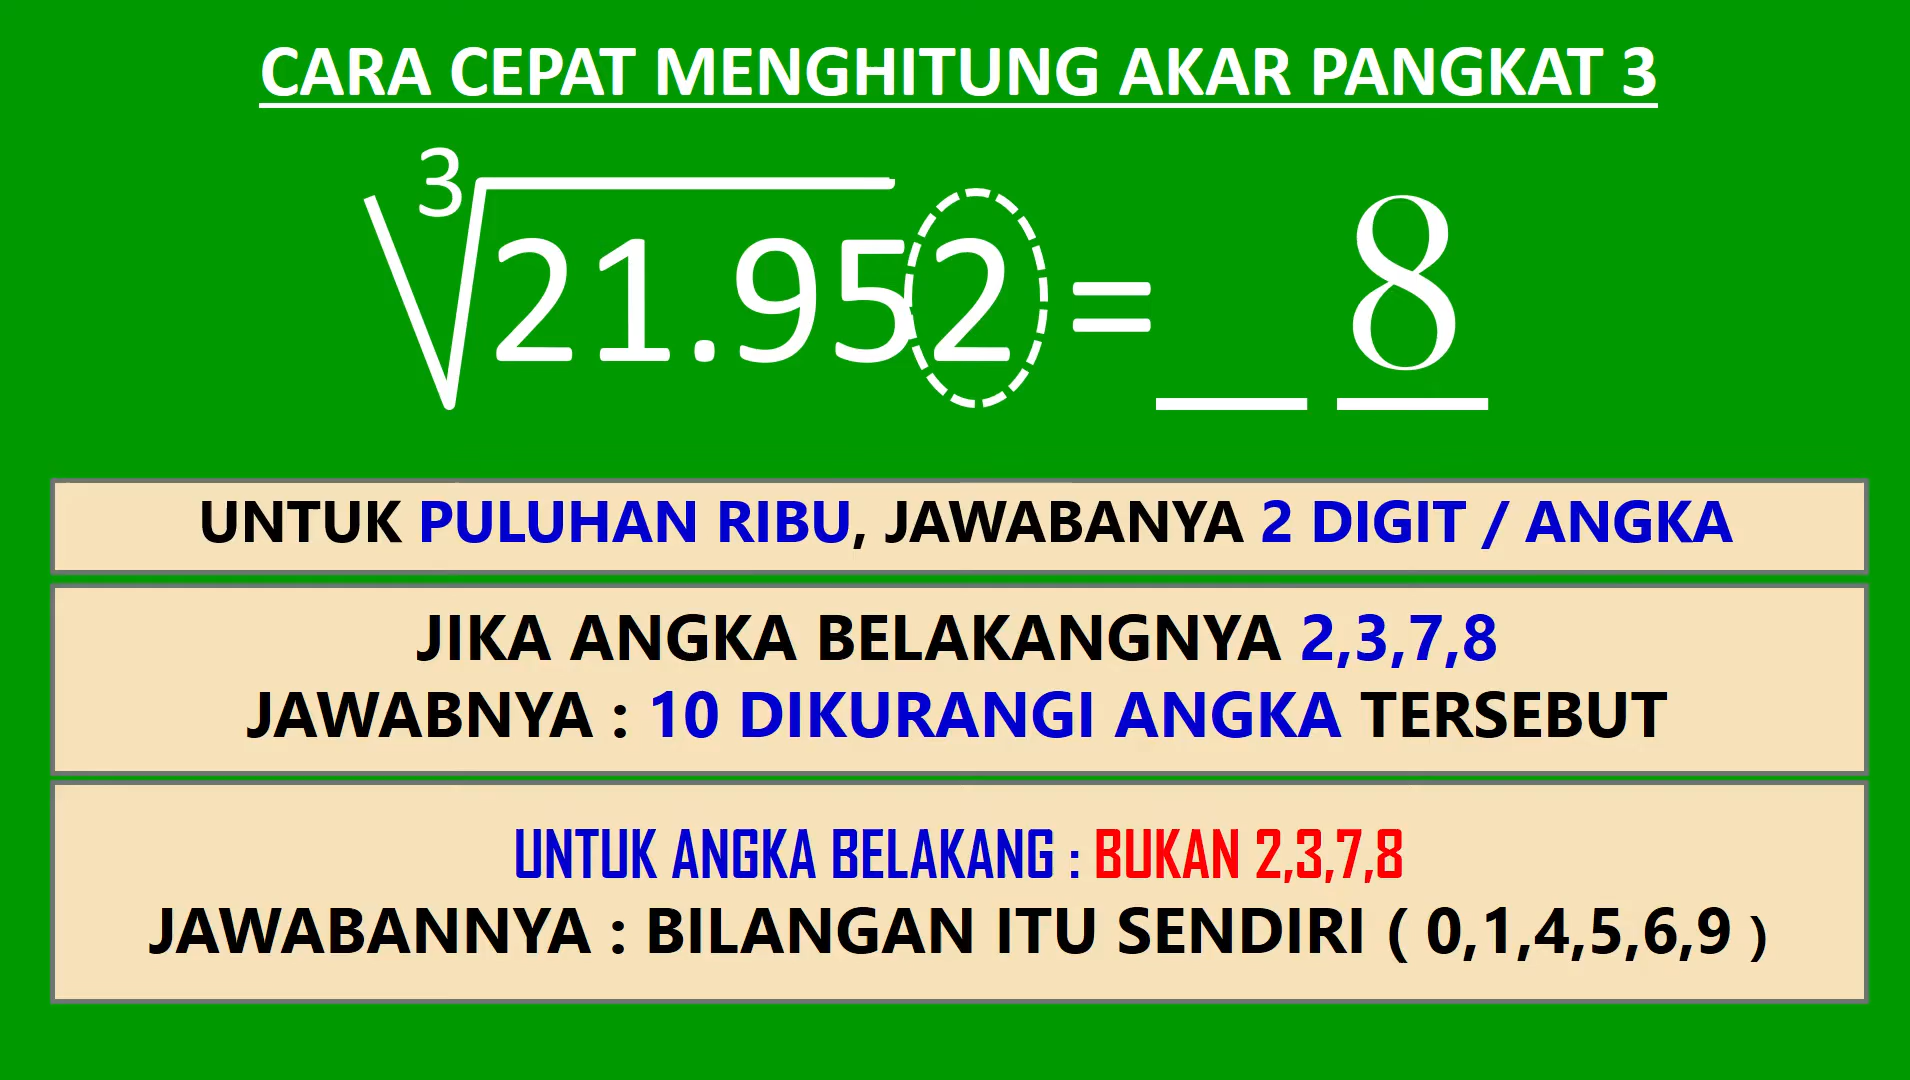 CARA CEPAT MENGHITUNG AKAR PANGKAT 3
3√21.952 = _ 8
UNTUK PULUHAN RIBU, JAWABANYA 2 DIGIT / ANGKA
JIKA ANGKA BELAKANGNYA 2,3,7,8
JAWABNYA : 10 DIKURANGI ANGKA TERSEBUT
UNTUK ANGKA BELAKANG : BUKAN 2,3,7,8
JAWABANNYA : BILANGAN ITU SENDIRI ( 0,1,4,5,6,9 )